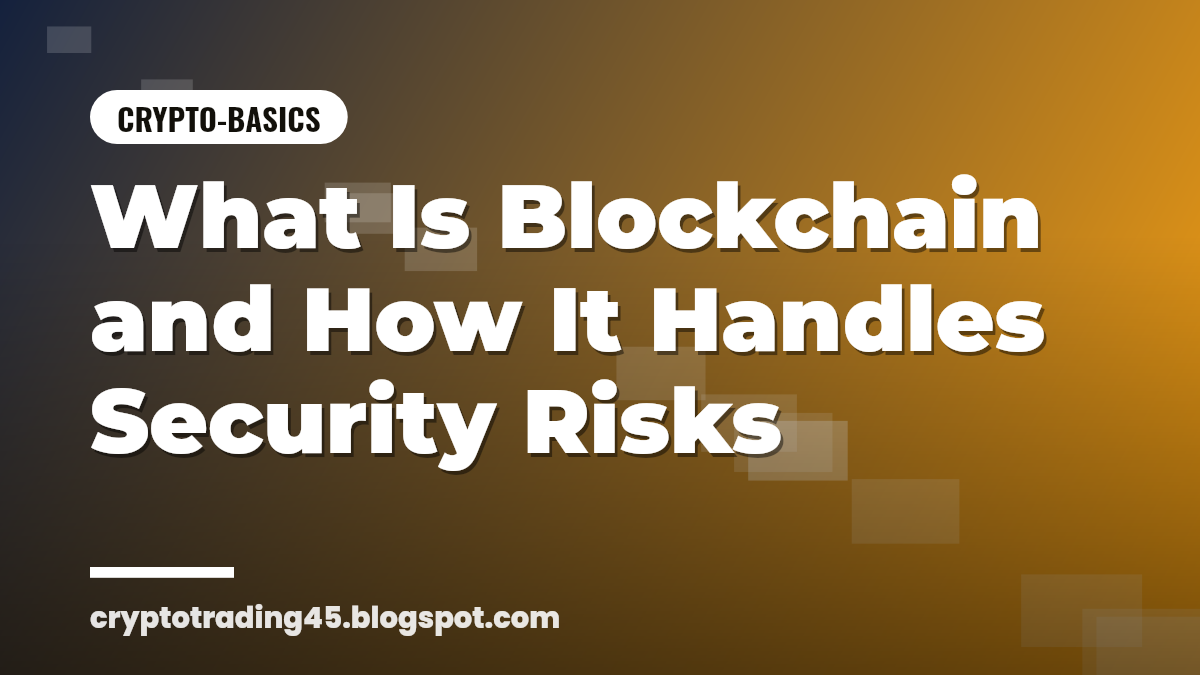 CRYPTO-BASICS
What Is Blockchain
and How It Handles
Security Risks
cryptotrading45.blogspot.com